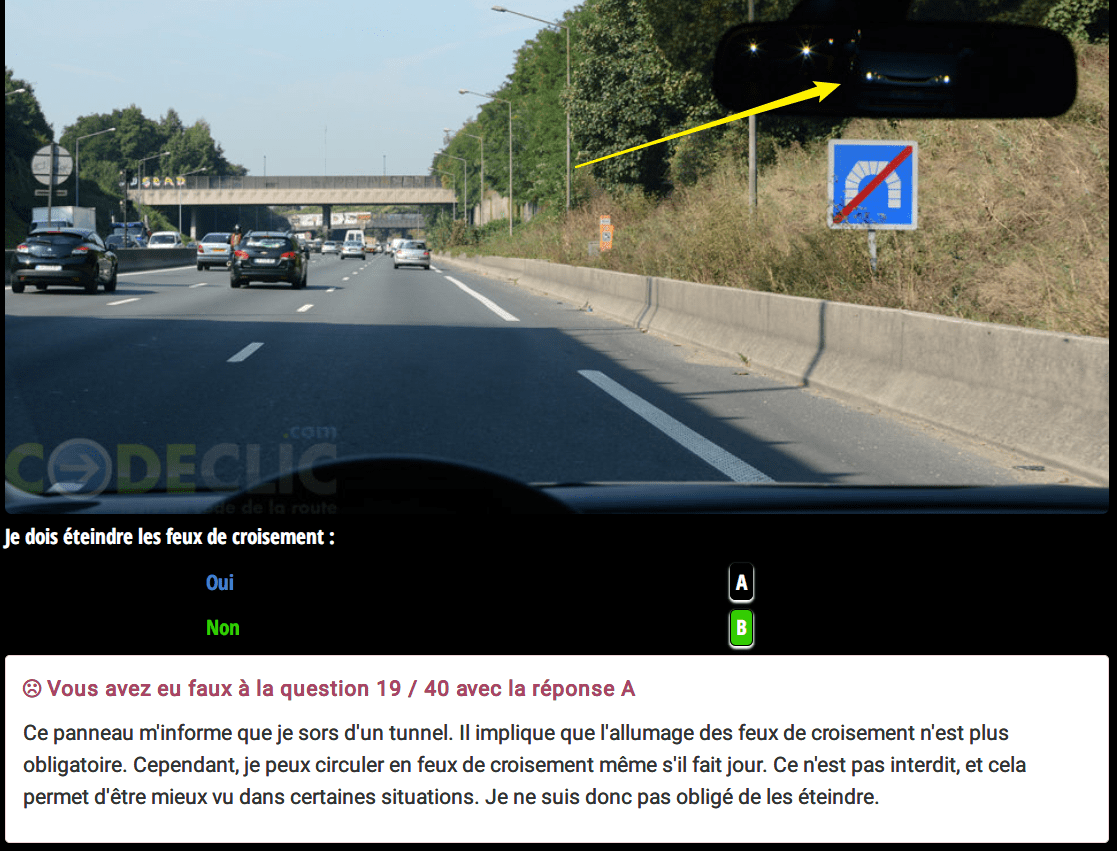 USBAD
.com
CODECLIC
code de la route
Je dois éteindre les feux de croisement :
Oui A
Non B
Vous avez eu faux à la question 19 / 40 avec la réponse A
Ce panneau m'informe que je sors d'un tunnel. Il implique que l'allumage des feux de croisement n'est plus
obligatoire. Cependant, je peux circuler en feux de croisement même s'il fait jour. Ce n'est pas interdit, et cela
permet d'être mieux vu dans certaines situations. Je ne suis donc pas obligé de les éteindre.